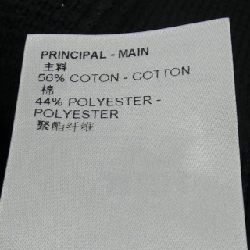 PRINCIPAL - MAIN
主料
56% COTON - COTTON
棉
44% POLYESTER -
POLYESTER
聚酯纤维